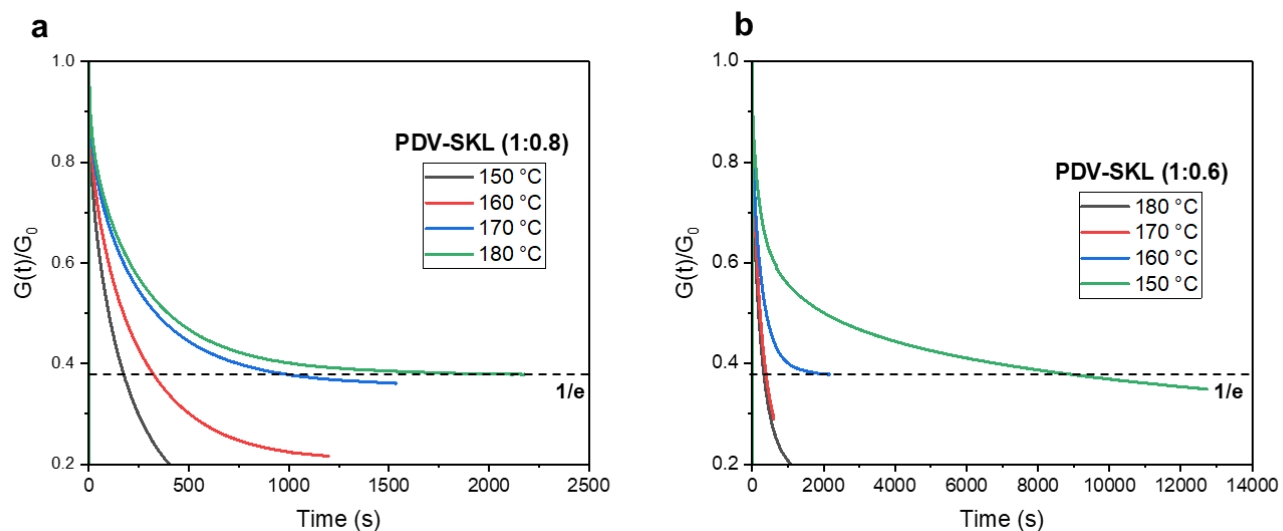 a
1.0
0.8
0.6
0.4
0.2
G(t)/G0
PDV-SKL (1:0.8)
150 °C
160 °C
170 °C
180 °C
1/e
0
500
1000
1500
2000
2500
Time (s)
b
1.0
0.8
0.6
0.4
0.2
G(t)/G0
PDV-SKL (1:0.6)
180 °C
170 °C
160 °C
150 °C
1/e
0
2000
4000
6000
8000
10000
12000
14000
Time (s)